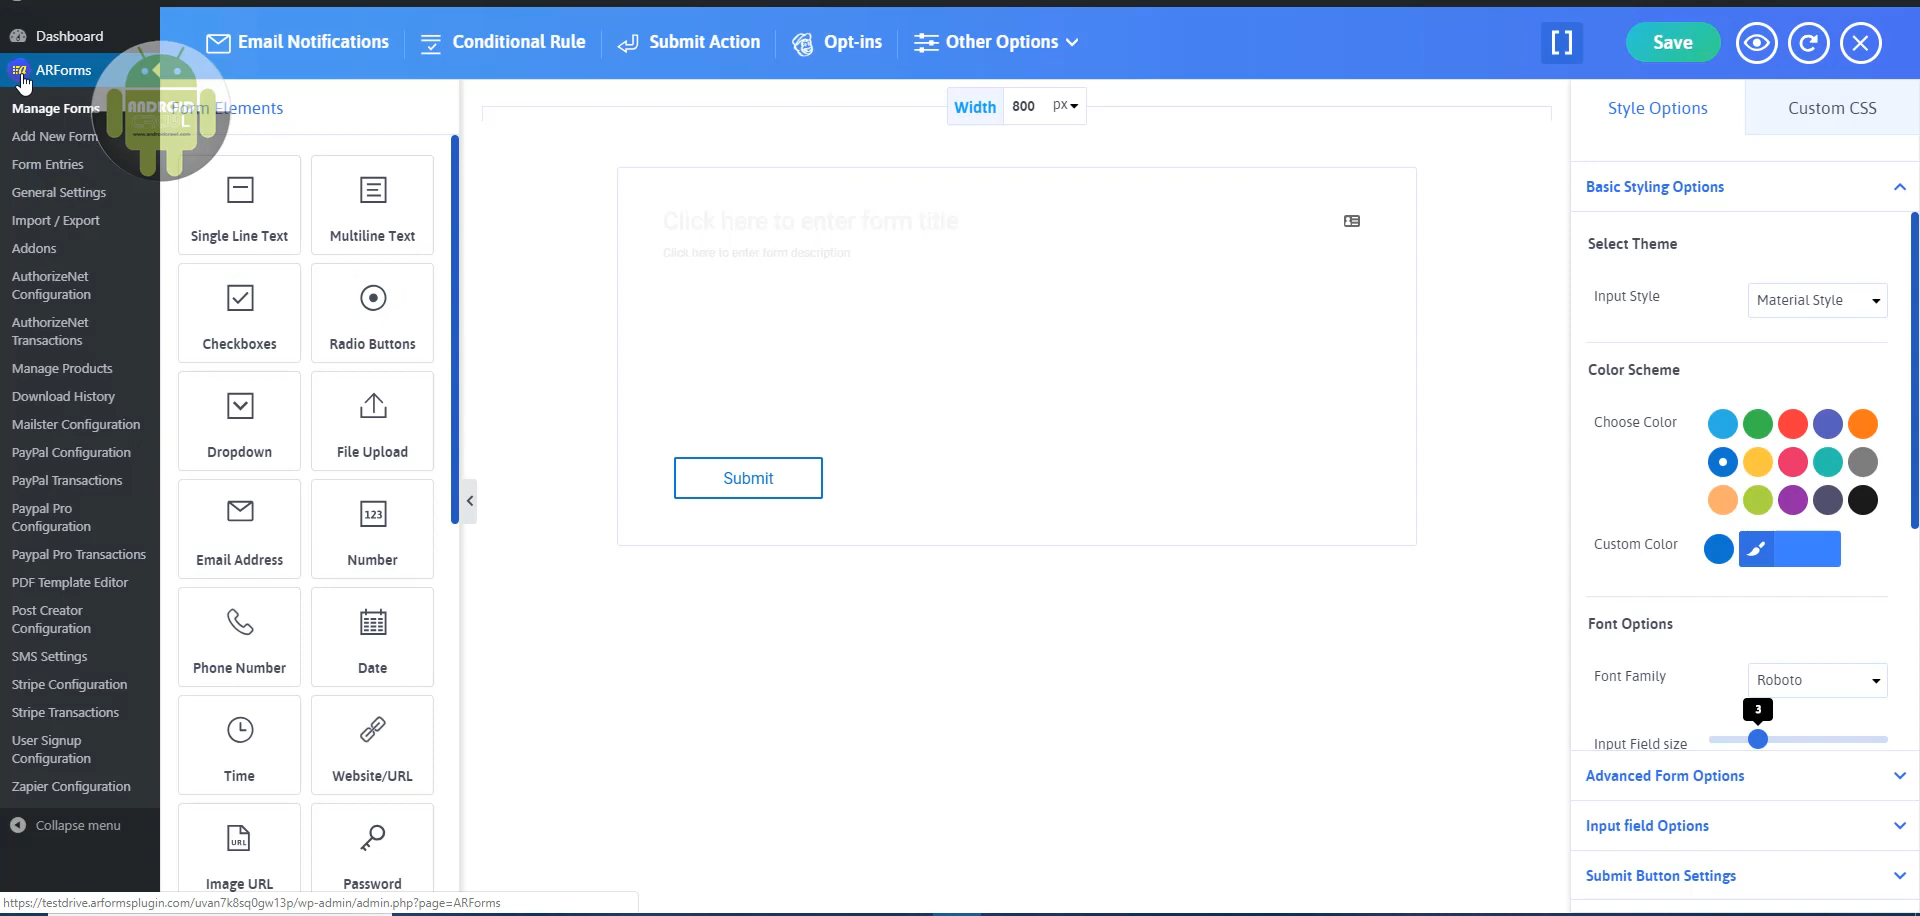 Dashboard
ARForms
Manage Forms
Add New Form
Form Entries
General Settings
Import / Export
Addons
AuthorizeNet
Configuration
AuthorizeNet
Transactions
Manage Products
Download History
Mailster Configuration
PayPal Configuration
PayPal Transactions
Paypal Pro
Configuration
Paypal Pro Transactions
PDF Template Editor
Post Creator
Configuration
SMS Settings
Stripe Configuration
Stripe Transactions
User Signup
Configuration
Zapier Configuration
Collapse menu
Email Notifications
Conditional Rule
Submit Action
Opt-ins
Other Options
[ ]
Save
Form Elements
Single Line Text
Multiline Text
Checkboxes
Radio Buttons
Dropdown
File Upload
Email Address
123
Number
Phone Number
Date
Time
Website/URL
URL
Image URL
Password
Width 800 px
Click here to enter form title
Click here to enter form description
Submit
Style Options
Custom CSS
Basic Styling Options
Select Theme
Input Style
Material Style
Color Scheme
Choose Color
Custom Color
Font Options
Font Family
Roboto
3
Input Field size
Advanced Form Options
Input field Options
Submit Button Settings
https://testdrive.arformsplugin.com/uvan7k8sq0gw13p/wp-admin/admin.php?page=ARForms